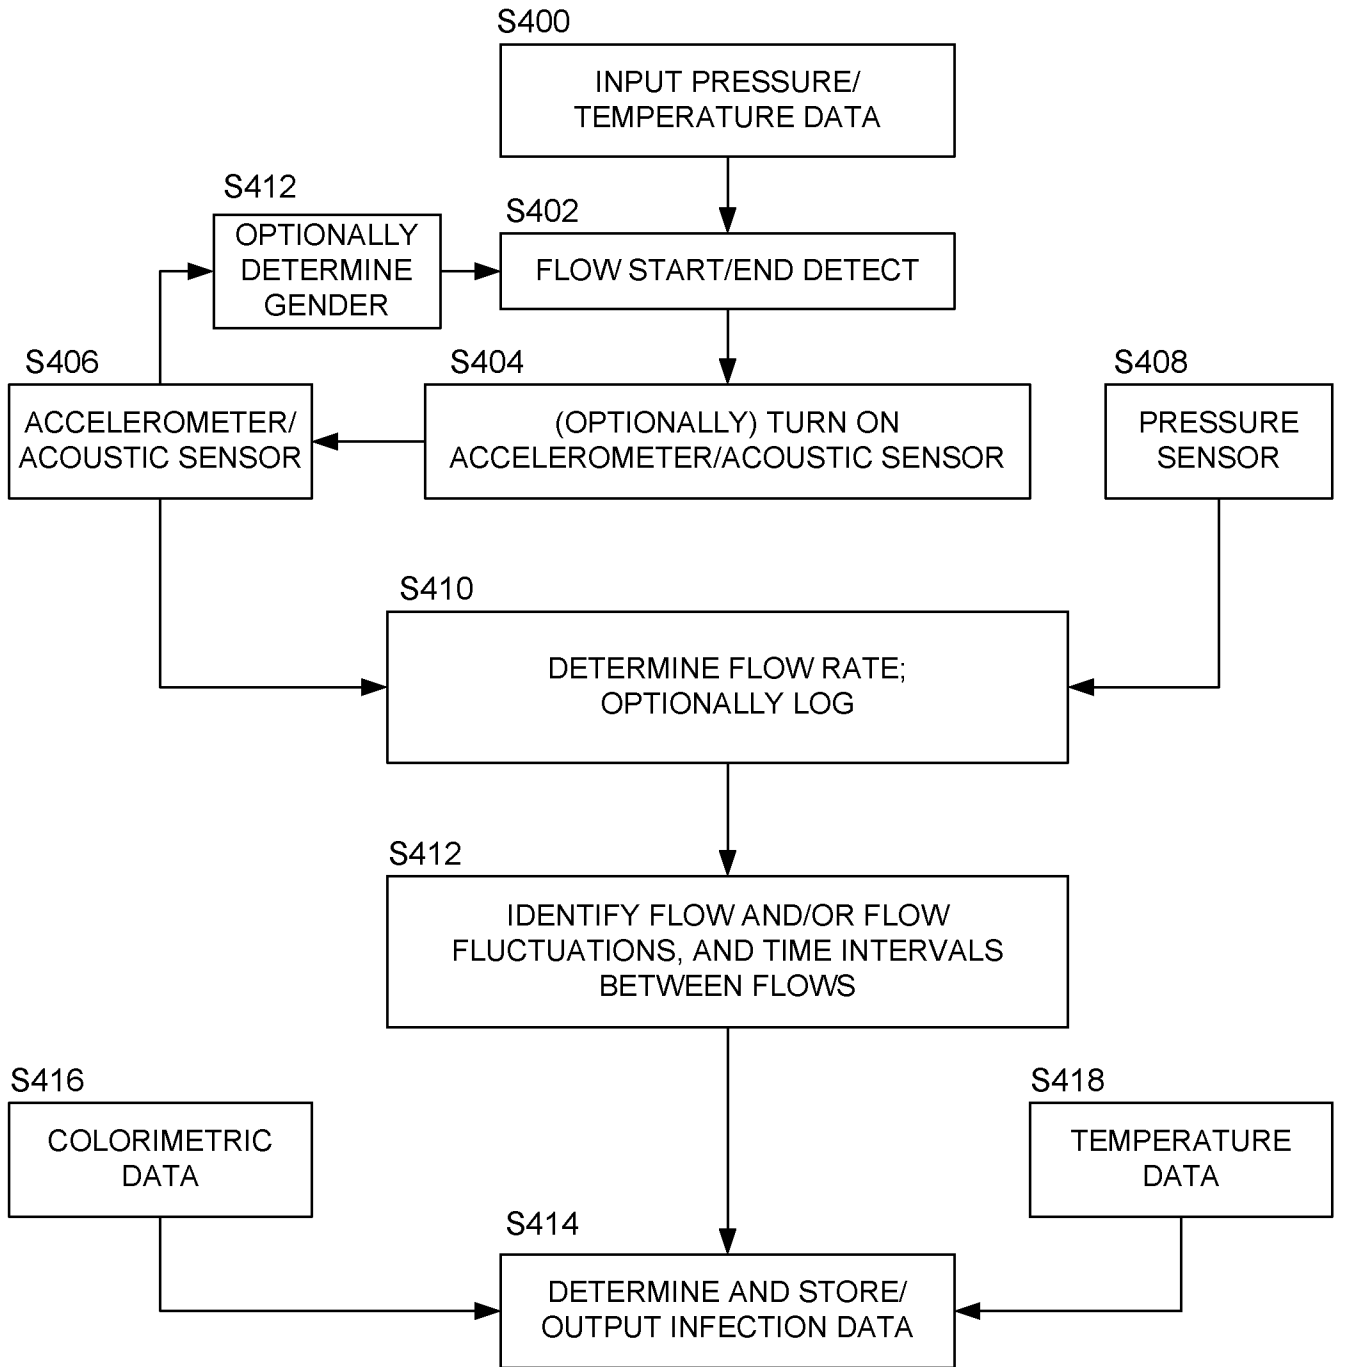 S400
INPUT PRESSURE/
TEMPERATURE DATA
S412
OPTIONALLY
DETERMINE
GENDER
S402
FLOW START/END DETECT
S406
ACCELEROMETER/
ACOUSTIC SENSOR
S404
(OPTIONALLY) TURN ON
ACCELEROMETER/ACOUSTIC SENSOR
S408
PRESSURE
SENSOR
S410
DETERMINE FLOW RATE;
OPTIONALLY LOG
S412
IDENTIFY FLOW AND/OR FLOW
FLUCTUATIONS, AND TIME INTERVALS
BETWEEN FLOWS
S416
COLORIMETRIC
DATA
S418
TEMPERATURE
DATA
S414
DETERMINE AND STORE/
OUTPUT INFECTION DATA